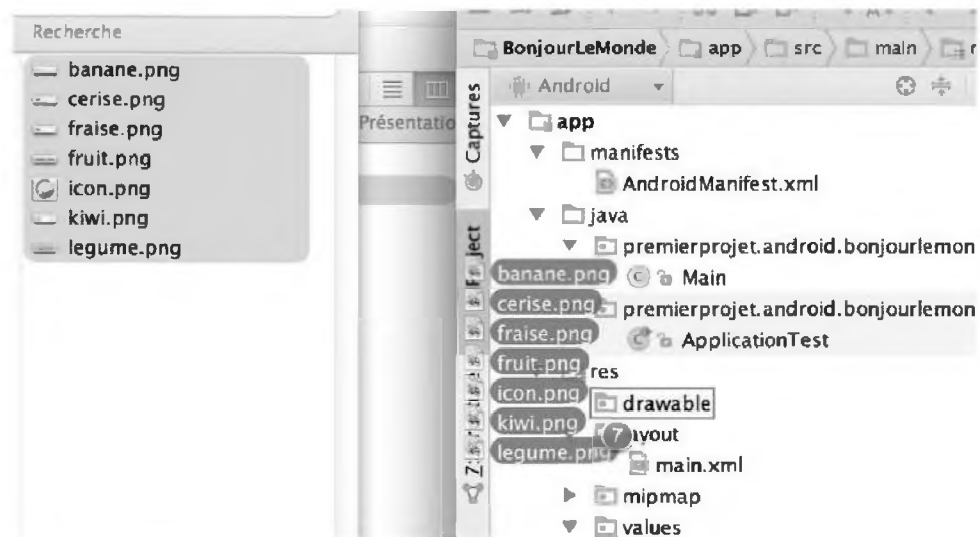 Recherche
banane.png
cerise.png
fraise.png
fruit.png
icon.png
kiwi.png
legume.png
Présentatio
BonjourLeMonde
app
src
main
r
Captures
Android
app
manifests
AndroidManifest.xml
java
premierprojet.android.bonjourlemon
Main
premierprojet.android.bonjourlemon
ApplicationTest
res
drawable
ayout
main.xml
mipmap
values
ject
Z:
banane.png
cerise.png
fraise.png
fruit.png
icon.png
kiwi.png
legume.png
7